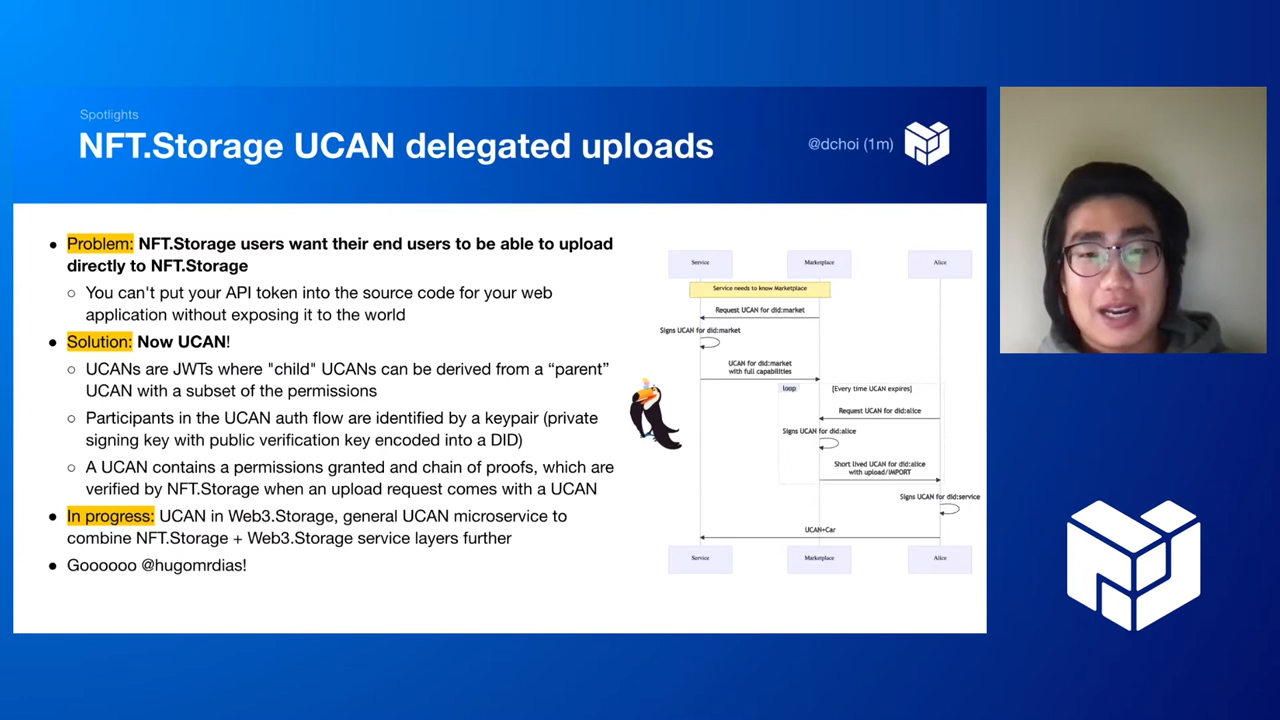 Spotlights
NFT.Storage UCAN delegated uploads
@dchoi (1m)
● Problem: NFT.Storage users want their end users to be able to upload
directly to NFT.Storage
○ You can't put your API token into the source code for your web
application without exposing it to the world
● Solution: Now UCAN!
○ UCANs are JWTs where "child" UCANs can be derived from a “parent”
UCAN with a subset of the permissions
○ Participants in the UCAN auth flow are identified by a keypair (private
signing key with public verification key encoded into a DID)
○ A UCAN contains a permissions granted and chain of proofs, which are
verified by NFT.Storage when an upload request comes with a UCAN
● In progress: UCAN in Web3.Storage, general UCAN microservice to
combine NFT.Storage + Web3.Storage service layers further
● Goooooo @hugomrdias!
Service
Marketplace
Alice
Service needs to know Marketplace
Request UCAN for did:market
Signs UCAN for did:market
UCAN for did:market
with full capabilities
loop
[Every time UCAN expires]
Request UCAN for did:alice
Signs UCAN for did:alice
Short lived UCAN for did:alice
with upload/IMPORT
Signs UCAN for did:service
UCAN+Car
Service
Marketplace
Alice